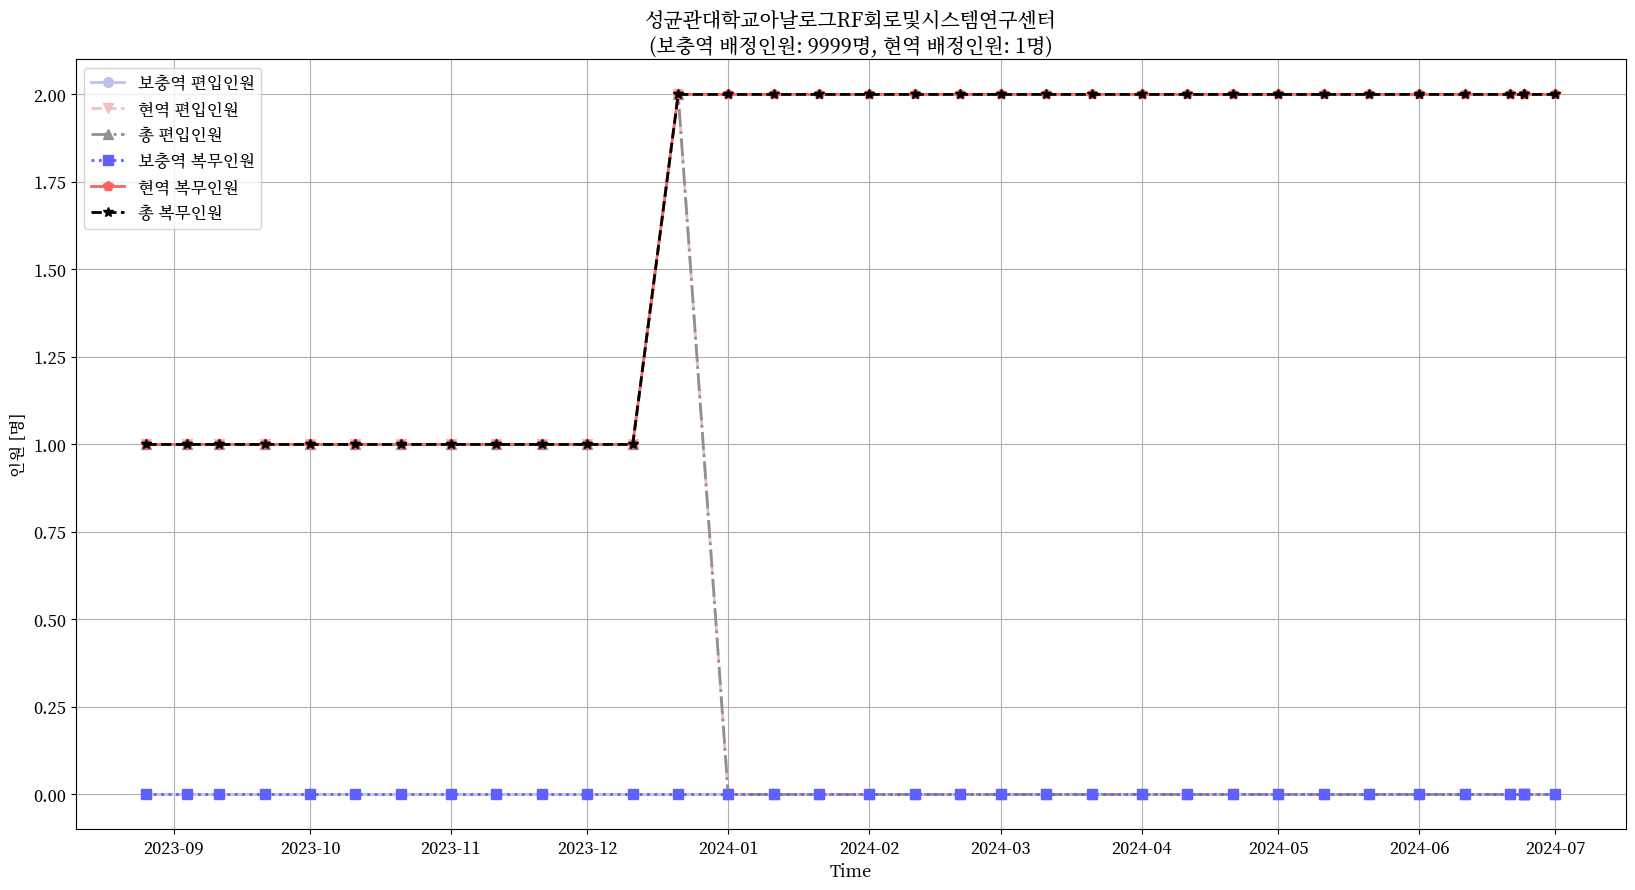 성균관대학교아날로그RF회로및시스템연구센터
(보충역 배정인원: 9999명, 현역 배정인원: 1명)
보충역 편입인원
현역 편입인원
총 편입인원
보충역 복무인원
현역 복무인원
총 복무인원
인원 [명]
2.00
1.75
1.50
1.25
1.00
0.75
0.50
0.25
0.00
2023-09
2023-10
2023-11
2023-12
2024-01
2024-02
2024-03
2024-04
2024-05
2024-06
2024-07
Time